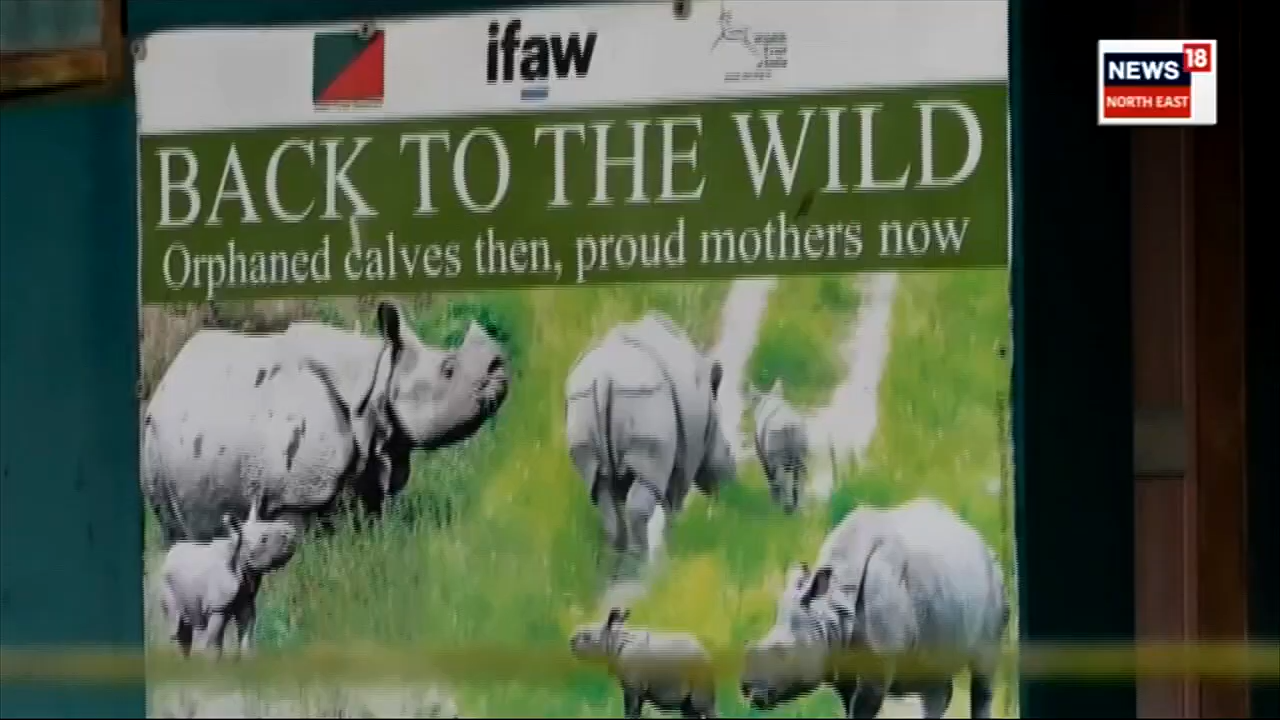 ifaw
NEWS 18
NORTH EAST
BACK TO THE WILD
Orphaned calves then, proud mothers now